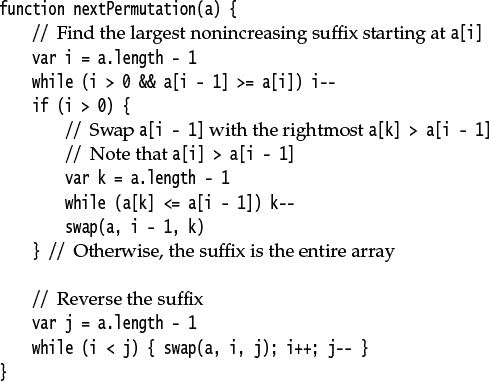 function nextPermutation(a) {
// Find the largest nonincreasing suffix starting at a[i]
var i = a.length - 1
while (i > 0 && a[i - 1] >= a[i]) i--
if (i > 0) {
// Swap a[i - 1] with the rightmost a[k] > a[i - 1]
// Note that a[i] > a[i - 1]
var k = a.length - 1
while (a[k] <= a[i - 1]) k--
swap(a, i - 1, k)
} // Otherwise, the suffix is the entire array
// Reverse the suffix
var j = a.length - 1
while (i < j) { swap(a, i, j); i++; j-- }
}